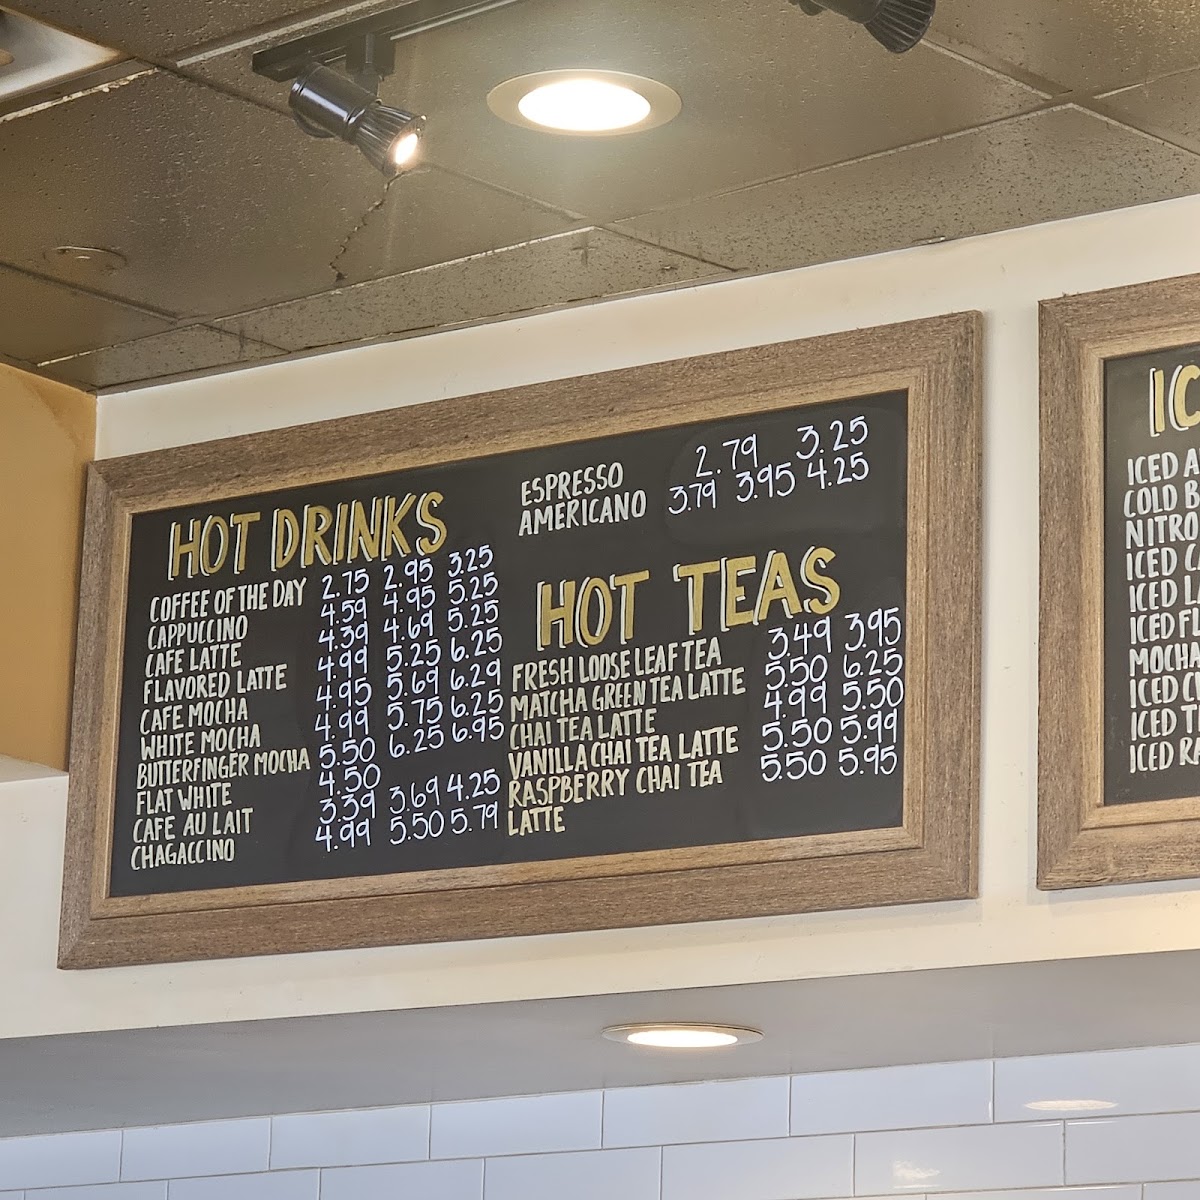 HOT DRINKS
COFFEE OF THE DAY 2.75 2.95 3.25
CAPPUCCINO 4.59 4.95 5.25
CAFE LATTE 4.39 4.69 5.25
FLAVORED LATTE 4.99 5.25 6.25
CAFE MOCHA 4.95 5.69 6.29
WHITE MOCHA 4.99 5.75 6.25
BUTTERFINGER MOCHA 5.50 6.25 6.95
FLAT WHITE 4.50
CAFE AU LAIT 3.39 3.69 4.25
CHAGACCINO 4.99 5.50 5.79
ESPRESSO 2.79 3.25
AMERICANO 3.79 3.95 4.25
HOT TEAS
FRESH LOOSE LEAF TEA 3.49 3.95
MATCHA GREEN TEA LATTE 5.50 6.25
CHAI TEA LATTE 4.99 5.50
VANILLA CHAI TEA LATTE 5.50 5.99
RASPBERRY CHAI TEA 5.50 5.95
LATTE
IC
ICED A
COLD B
NITRO
ICED CA
ICED L
ICED FL
MOCHA
ICED C
ICED T
ICED RA